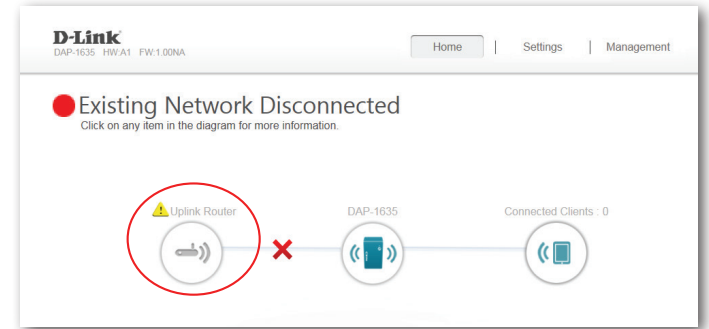 D-Link
DAP-1635 HW:A1 FW:1.00NA
Home | Settings | Management
Existing Network Disconnected
Click on any item in the diagram for more information.
Uplink Router
DAP-1635
Connected Clients : 0